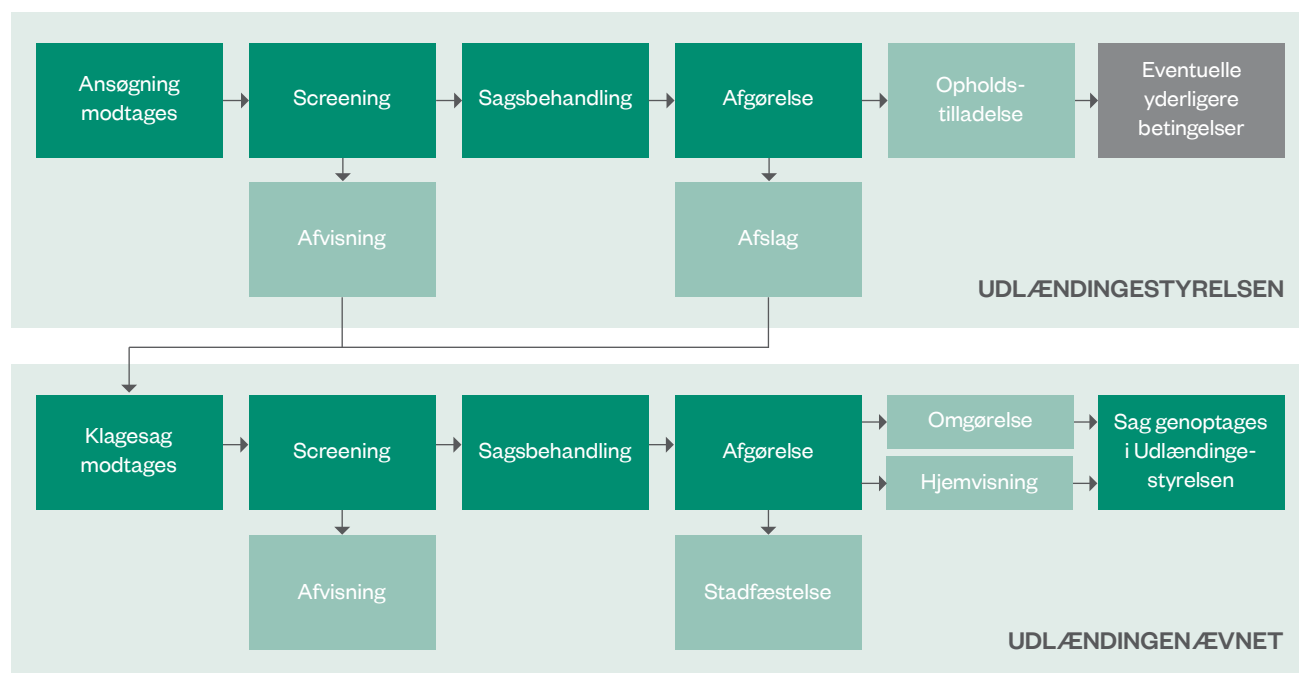 Ansøgning
modtages
Screening
Sagsbehandling
Afgørelse
Opholds-
tilladelse
Eventuelle
yderligere
betingelser
Afvisning
Afslag
UDLÆNDINGESTYRELSEN
Klagesag
modtages
Screening
Sagsbehandling
Afgørelse
Omgørelse
Hjemvisning
Sag genoptages
i Udlændinge-
styrelsen
Afvisning
Stadfæstelse
UDLÆNDINGENÆVNET